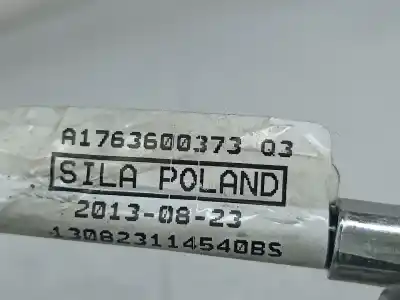 A1763600373 Q3
SILA POLAND
2013-08-23
130823114540BS